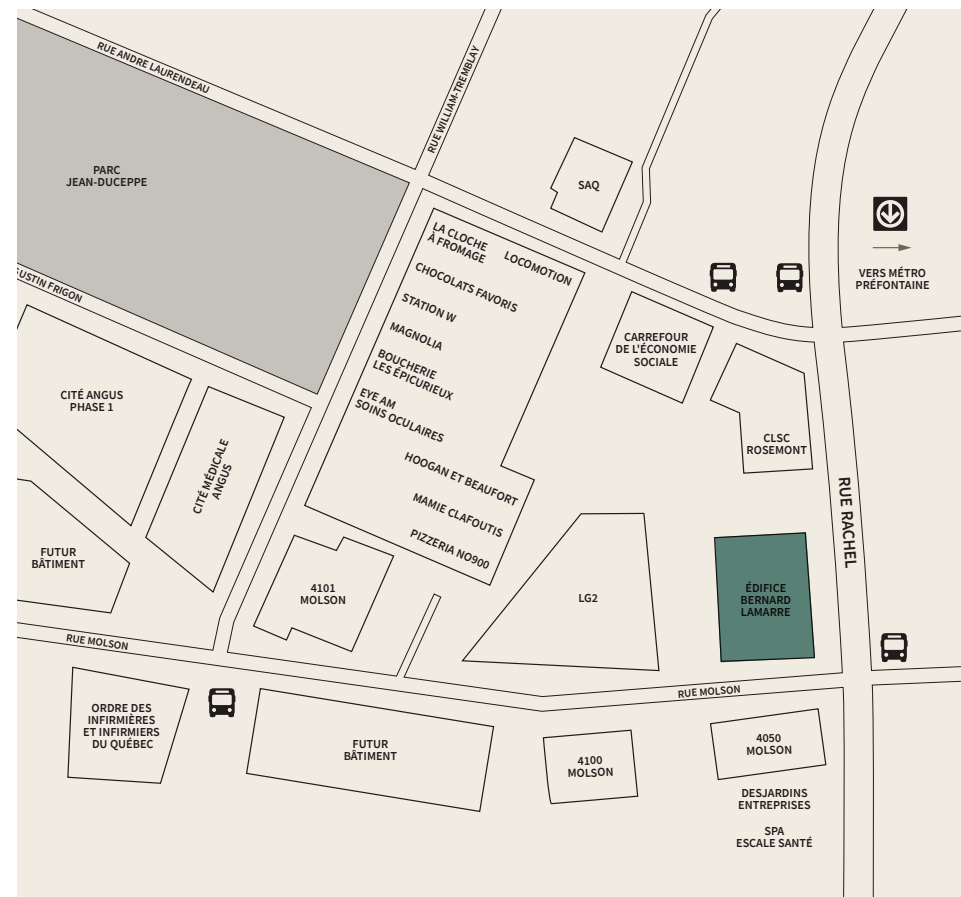 RUE ANDRE LAURENDEAU
RUE WILLIAM-TREMBLAY
PARC
JEAN-DUCEPPE
SAQ
LA CLOCHE
À FROMAGE
LOCOMOTION
CHOCOLATS FAVORIS
STATION W
MAGNOLIA
BOUCHERIE
LES ÉPICURIEUX
EYE AM
SOINS OCULAIRES
HOOGAN ET BEAUFORT
MAMIE CLAFOUTIS
PIZZERIA NO900
VERS MÉTRO
PRÉFONTAINE
FRIGON
CARREFOUR
DE L'ÉCONOMIE
SOCIALE
CITÉ ANGUS
PHASE 1
CITÉ MÉDICALE
ANGUS
CLSC
ROSEMONT
RUE RACHEL
FUTUR
BÂTIMENT
4101
MOLSON
LG2
ÉDIFICE
BERNARD
LAMARRE
RUE MOLSON
RUE MOLSON
ORDRE DES
INFIRMIÈRES
ET INFIRMIERS
DU QUÉBEC
FUTUR
BÂTIMENT
4100
MOLSON
4050
MOLSON
DESJARDINS
ENTREPRISES
SPA
ESCALE SANTÉ